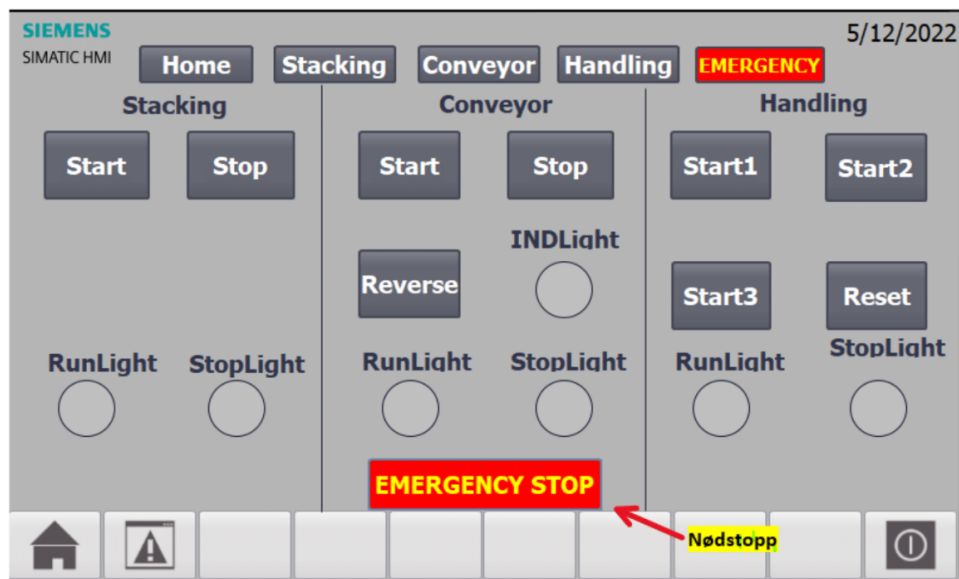 SIEMENS
5/12/2022
SIMATIC HMI
Home
Stacking
Conveyor
Handling
EMERGENCY
Stacking
Conveyor
Handling
Start
Stop
Start
Stop
Start1
Start2
INDLight
Reverse
Start3
Reset
RunLight
StopLight
RunLight
StopLight
RunLight
StopLight
EMERGENCY STOP
Nødstopp